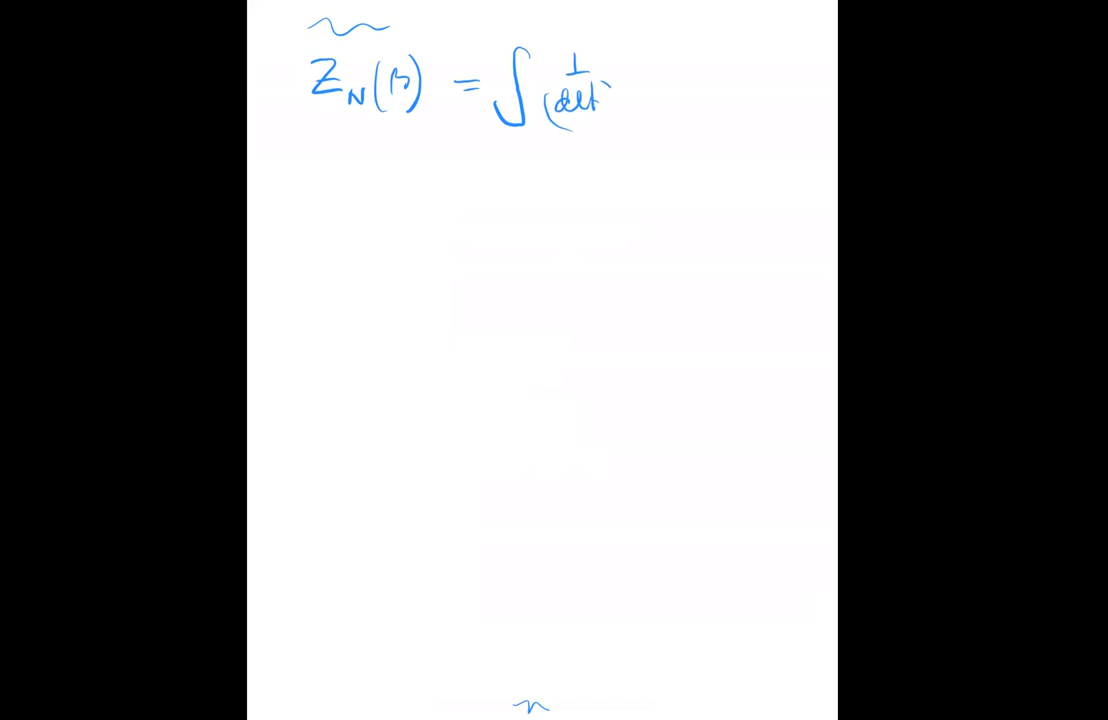 Z_N(β) = ∫ 1/(det